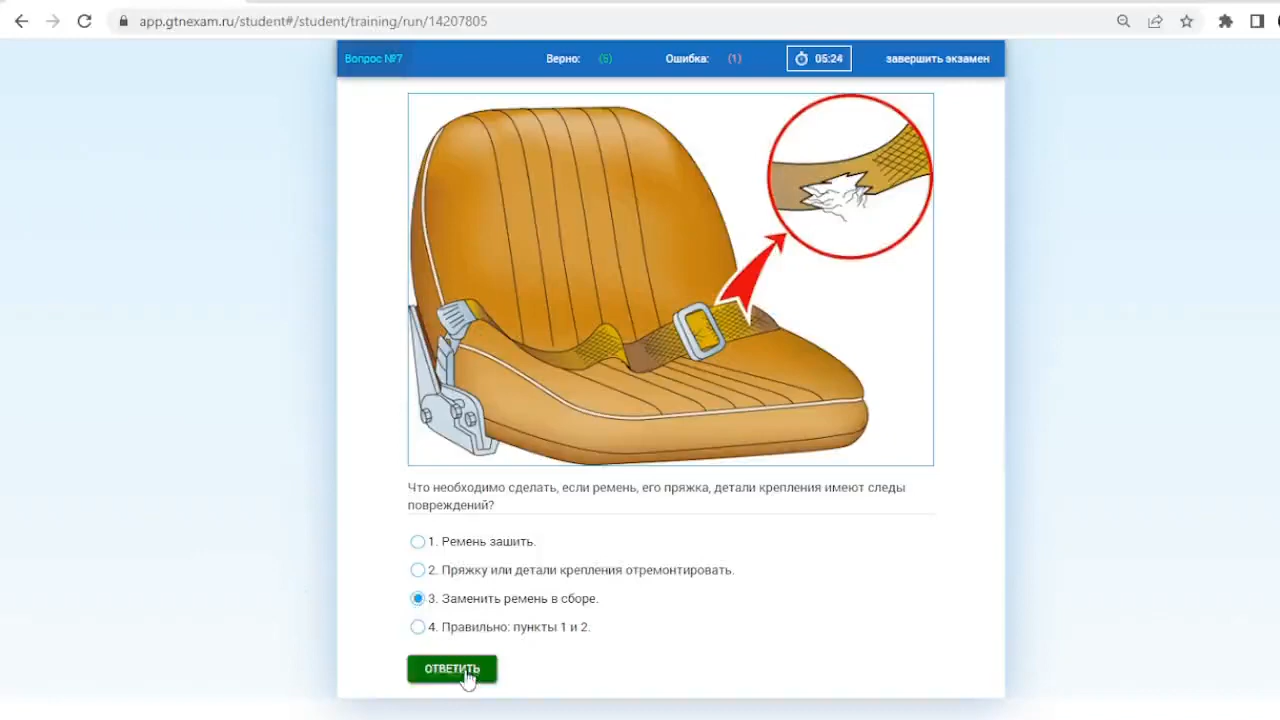 app.gtnexam.ru/student#/student/training/run/14207805
Вопрос №7 Верно: (5) Ошибка: (1) 05:24 завершить экзамен
Что необходимо сделать, если ремень, его пряжка, детали крепления имеют следы
повреждений?
1. Ремень зашить.
2. Пряжку или детали крепления отремонтировать.
3. Заменить ремень в сборе.
4. Правильно: пункты 1 и 2.
ОТВЕТИТЬ